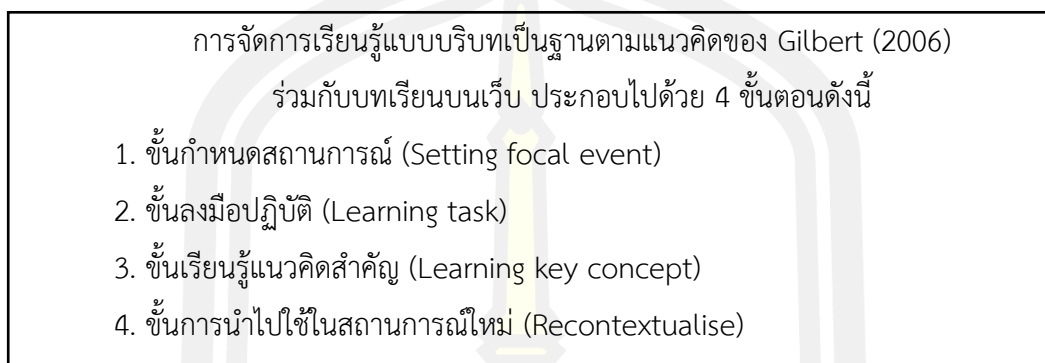 การจัดการเรียนรู้แบบบริบทเป็นฐานตามแนวคิดของ Gilbert (2006)
ร่วมกับบทเรียนบนเว็บ ประกอบไปด้วย 4 ขั้นตอนดังนี้
1. ขั้นกำหนดสถานการณ์ (Setting focal event)
2. ขั้นลงมือปฏิบัติ (Learning task)
3. ขั้นเรียนรู้แนวคิดสำคัญ (Learning key concept)
4. ขั้นการนำไปใช้ในสถานการณ์ใหม่ (Recontextualise)